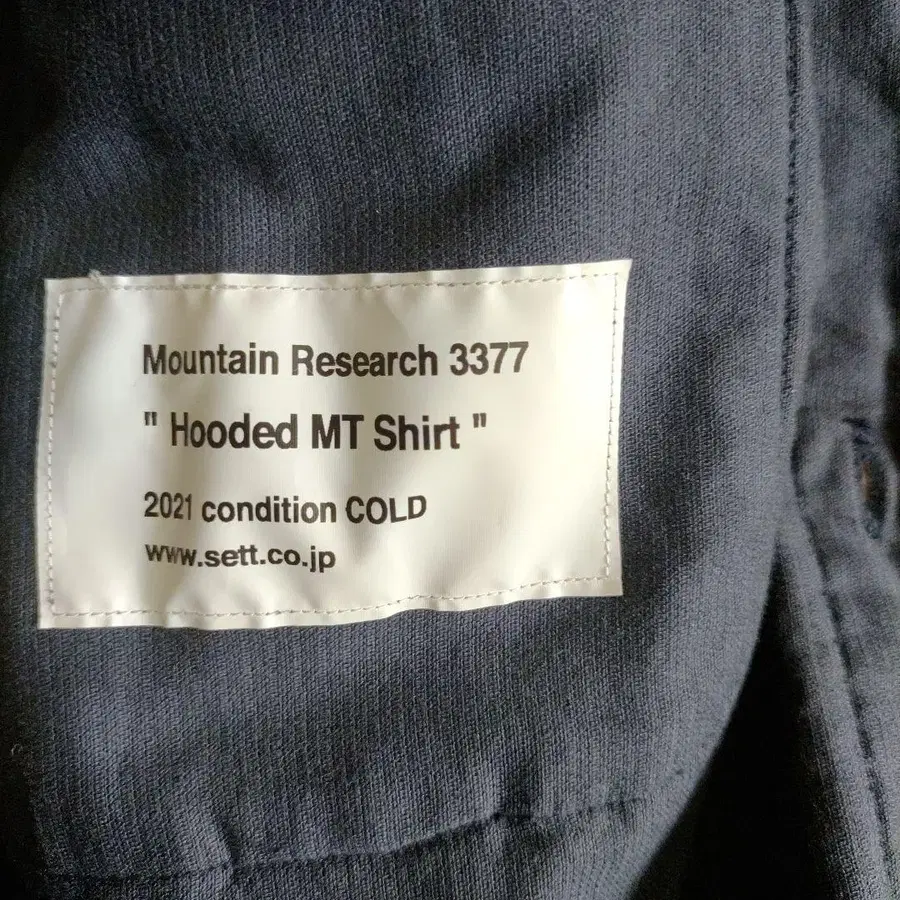 Mountain Research 3377
" Hooded MT Shirt "
2021 condition COLD
www.sett.co.jp